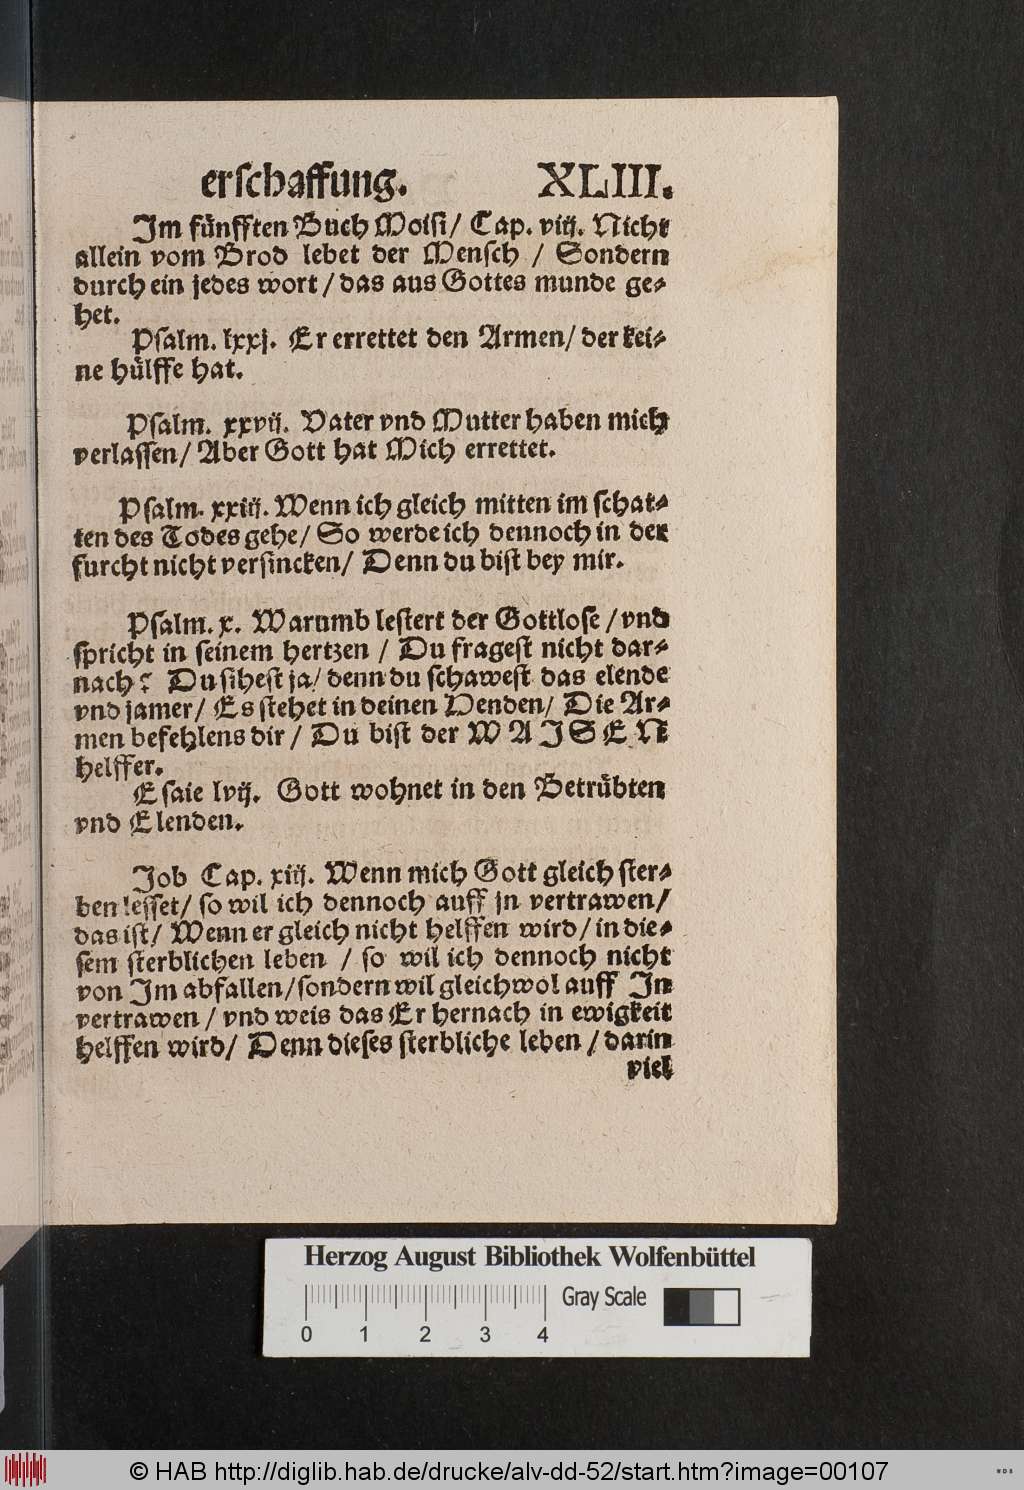 erschaffung. XLIII.
Im fünfften Buch Moisi/ Cap. viij. Nicht
allein vom Brod lebet der Mensch / Sondern
durch ein jedes wort / das aus Gottes munde ge-
het.
Psalm. lxxj. Er errettet den Armen/ der kei-
ne hülffe hat.
Psalm. xxvij. Vater vnd Mutter haben mich
verlassen/ Aber Gott hat Mich errettet.
Psalm. xxiij. Wenn ich gleich mitten im schat-
ten des Todes gehe/ So werde ich dennoch in der
furcht nicht versincken/ Denn du bist bey mir.
Psalm. x. Warumb lestert der Gottlose / vnd
spricht in seinem hertzen / Du fragest nicht dar-
nach? Du sihest ja/ denn du schawest das elende
vnd jamer/ Es stehet in deinen Henden/ Die Ar-
men befehlens dir / Du bist der WAISEN
helffer.
Esaie lvij. Gott wohnet in den Betrübten
vnd Elenden.
Job Cap. xiij. Wenn mich Gott gleich ster-
ben lesset/ so wil ich dennoch auff jn vertrawen/
das ist/ Wenn er gleich nicht helffen wird/ in die-
sem sterblichen leben / so wil ich dennoch nicht
von Im abfallen/ sondern wil gleichwol auff In
vertrawen / vnd weis das Er hernach in ewigkeit
helffen wird/ Denn dieses sterbliche leben / darin
viel
Herzog August Bibliothek Wolfenbüttel
Gray Scale
0 1 2 3 4
© HAB http://diglib.hab.de/drucke/alv-dd-52/start.htm?image=00107